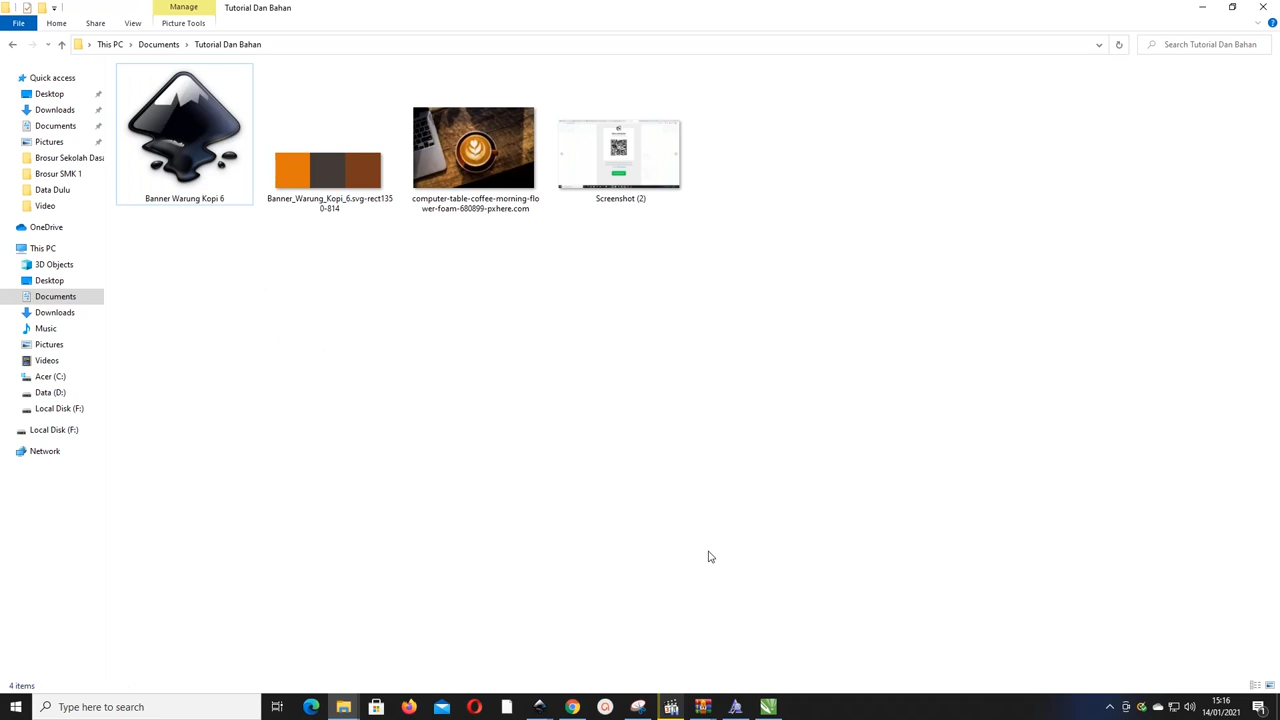 Manage
Tutorial Dan Bahan
File
Home
Share
View
Picture Tools
This PC
Documents
Tutorial Dan Bahan
Search Tutorial Dan Bahan
Quick access
Desktop
Downloads
Documents
Pictures
Brosur Sekolah Dasa
Brosur SMK 1
Data Dulu
Video
OneDrive
This PC
3D Objects
Desktop
Documents
Downloads
Music
Pictures
Videos
Acer (C:)
Data (D:)
Local Disk (F:)
Local Disk (F:)
Network
Banner Warung Kopi 6
Banner_Warung_Kopi_6.svg-rect135
0-814
computer-table-coffee-morning-flo
wer-foam-680899-pxhere.com
Screenshot (2)
4 items
Type here to search
15:16
14/01/2021